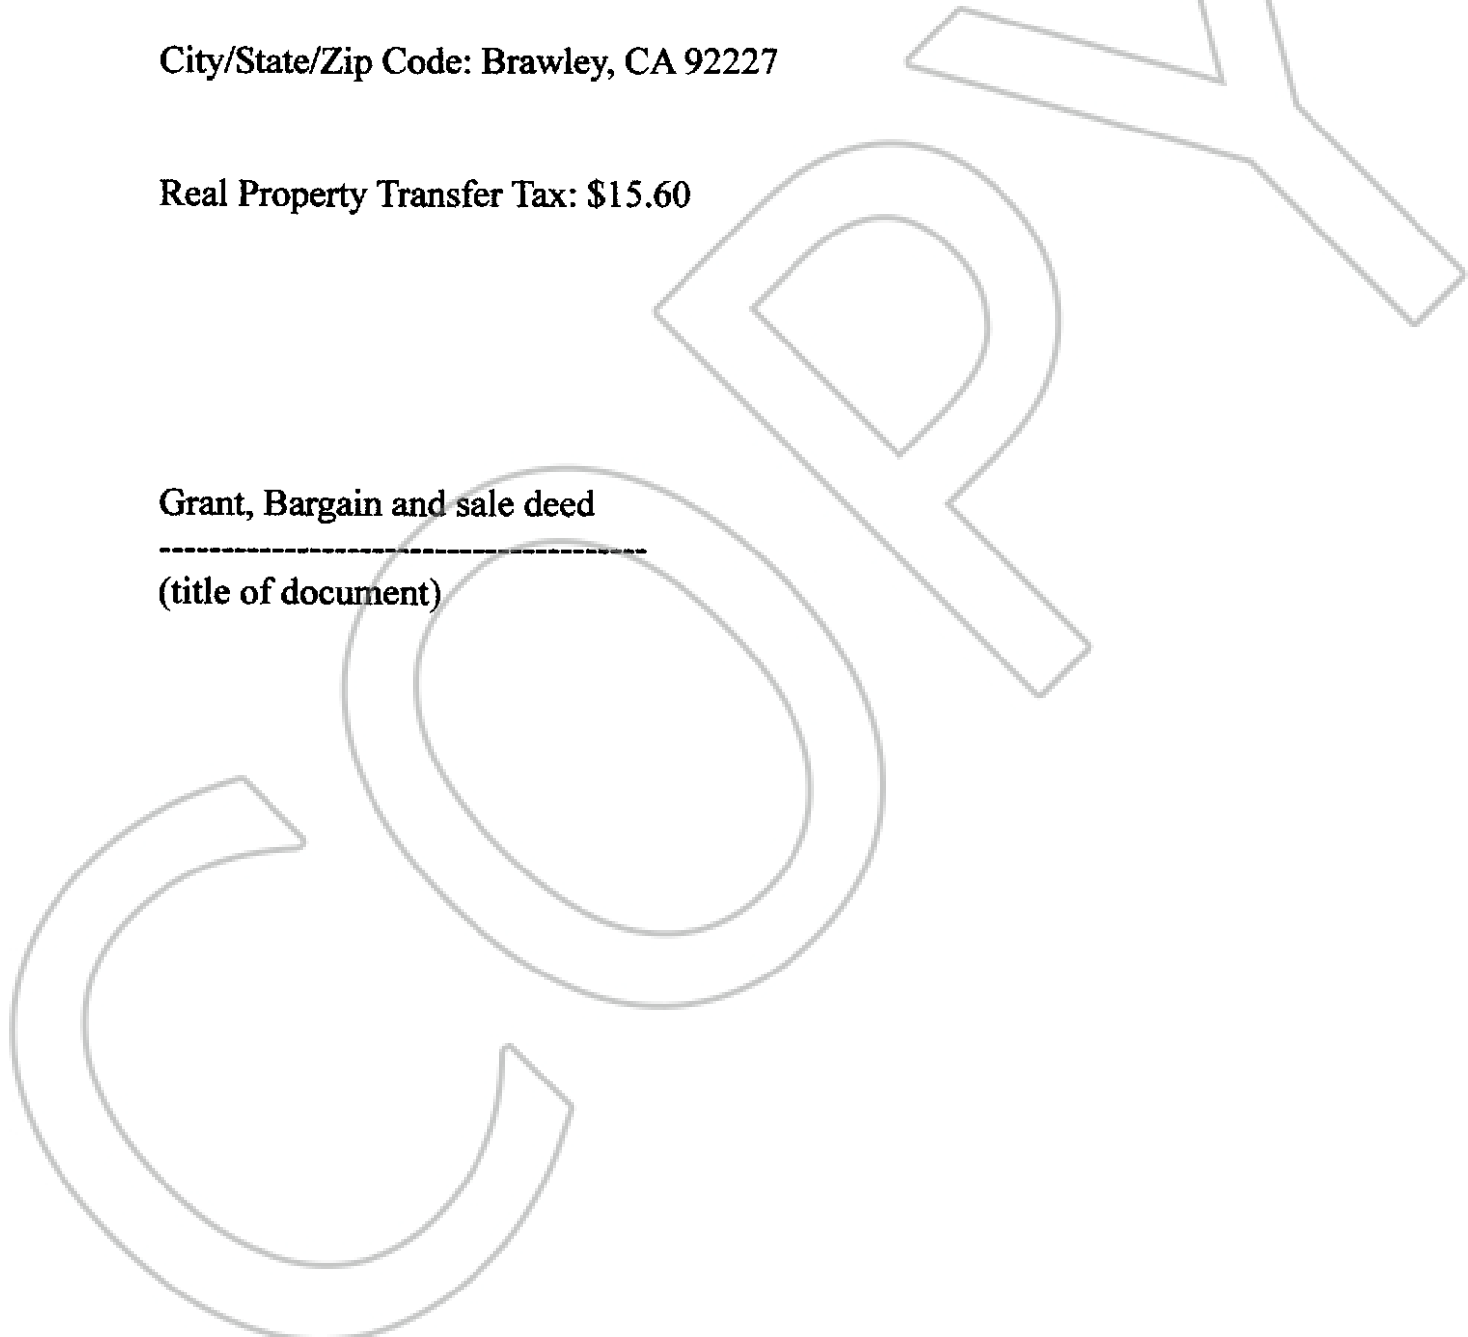 City/State/Zip Code: Brawley, CA 92227
Real Property Transfer Tax: $15.60
Grant, Bargain and sale deed
---------------------------------------
(title of document)
COPY